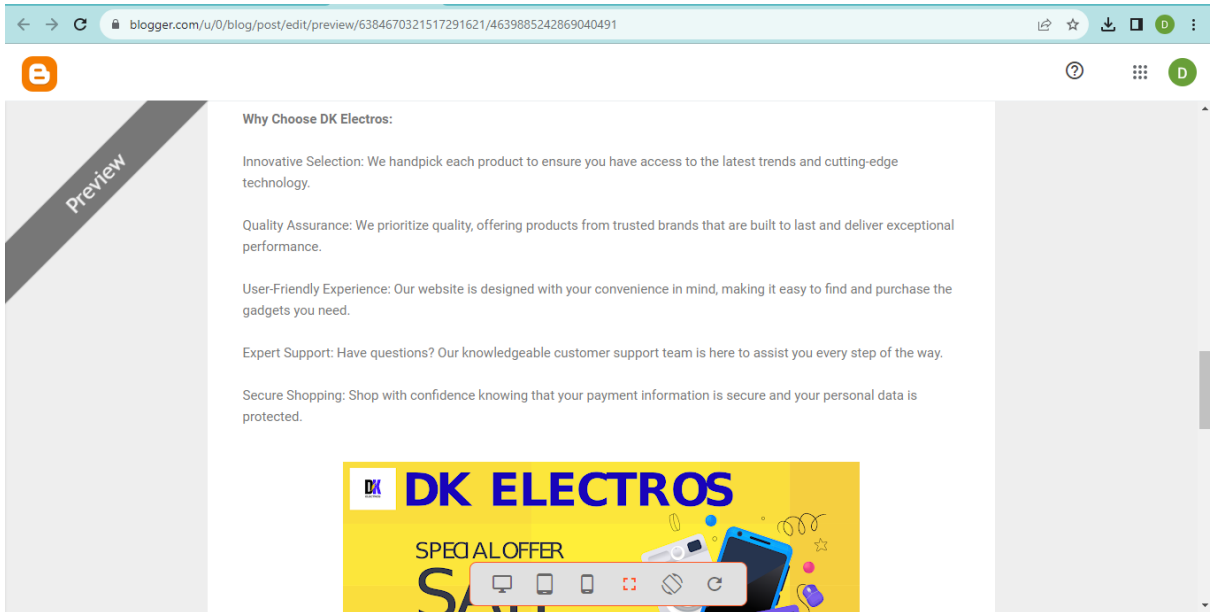 blogger.com/u/0/blog/post/edit/preview/6384670321517291621/4639885242869040491
D
D
Preview
Why Choose DK Electros:
Innovative Selection: We handpick each product to ensure you have access to the latest trends and cutting-edge
technology.
Quality Assurance: We prioritize quality, offering products from trusted brands that are built to last and deliver exceptional
performance.
User-Friendly Experience: Our website is designed with your convenience in mind, making it easy to find and purchase the
gadgets you need.
Expert Support: Have questions? Our knowledgeable customer support team is here to assist you every step of the way.
Secure Shopping: Shop with confidence knowing that your payment information is secure and your personal data is
protected.
DK
DK ELECTROS
SPECIAL OFFER